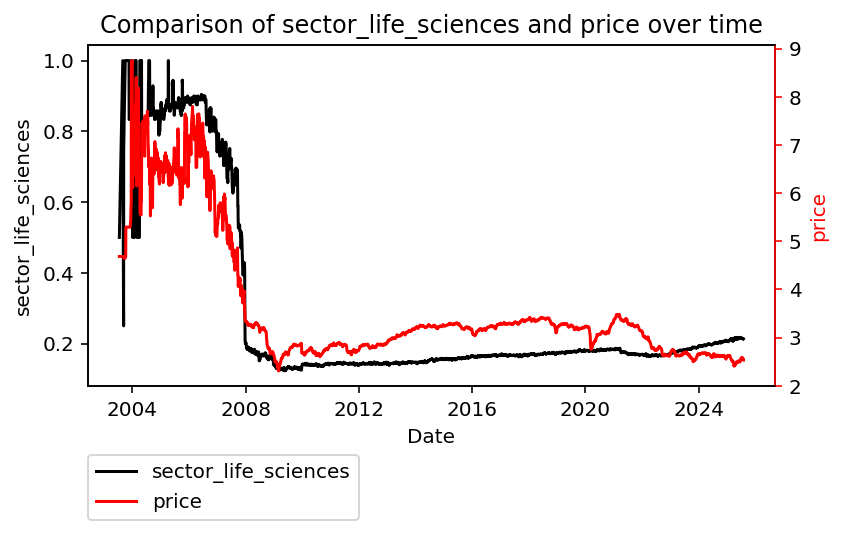 Comparison of sector_life_sciences and price over time
1.0
0.8
0.6
0.4
0.2
sector_life_sciences
9
8
7
6
5
4
3
2
price
2004 2008 2012 2016 2020 2024
Date
sector_life_sciences
price